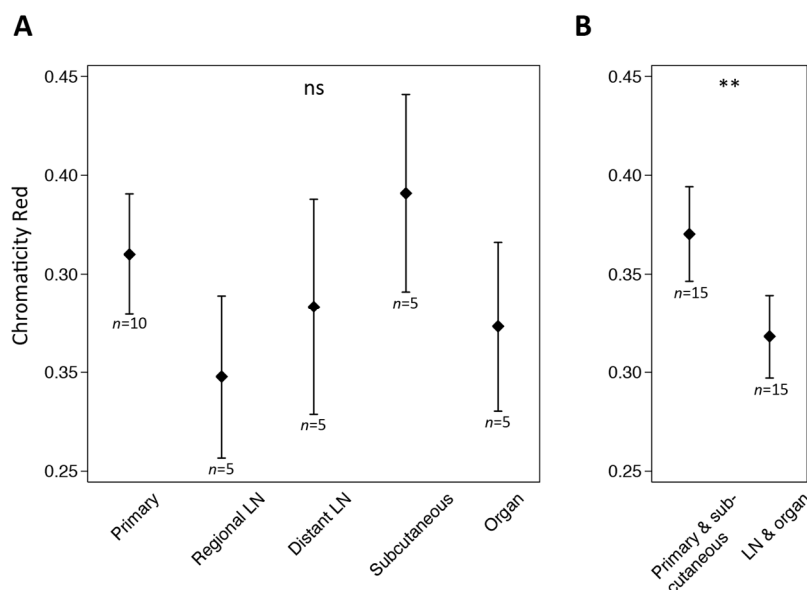 A
Chromaticity Red
0.45
0.40
0.30
0.35
0.25
ns
n=10
n=5
n=5
n=5
n=5
Primary
Regional LN
Distant LN
Subcutaneous
Organ
B
0.45
0.40
0.35
0.30
0.25
**
n=15
n=15
Primary & sub-
cutaneous
LN & organ